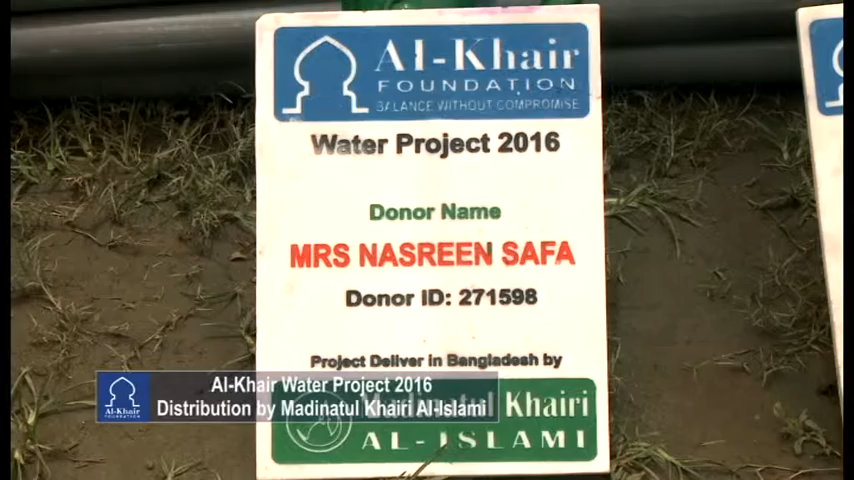 Al-Khair
FOUNDATION
BALANCE WITHOUT COMPROMISE
Water Project 2016
Donor Name
MRS NASREEN SAFA
Donor ID: 271598
Project Deliver in Bangladesh by
Madinatul Khairi
AL-ISLAMI
Al-Khair
FOUNDATION
Al-Khair Water Project 2016
Distribution by Madinatul Khairi Al-Islami